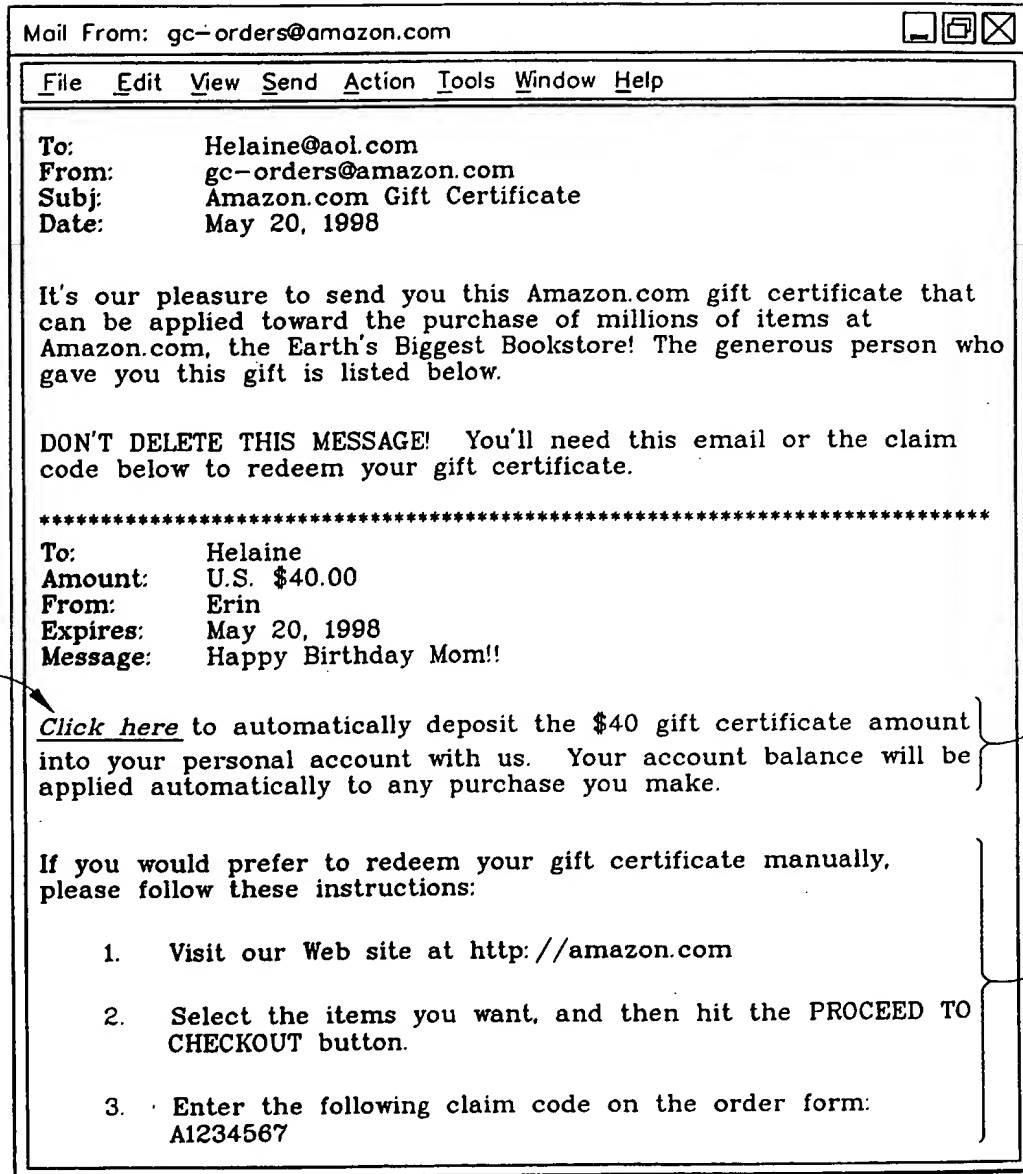 Mail From: gc-orders@amazon.com
File Edit View Send Action Tools Window Help
To: Helaine@aol.com
From: gc-orders@amazon.com
Subj: Amazon.com Gift Certificate
Date: May 20, 1998
It's our pleasure to send you this Amazon.com gift certificate that
can be applied toward the purchase of millions of items at
Amazon.com, the Earth's Biggest Bookstore! The generous person who
gave you this gift is listed below.
DON'T DELETE THIS MESSAGE! You'll need this email or the claim
code below to redeem your gift certificate.
******************************************************************************
To: Helaine
Amount: U.S. $40.00
From: Erin
Expires: May 20, 1998
Message: Happy Birthday Mom!!
Click here to automatically deposit the $40 gift certificate amount
into your personal account with us. Your account balance will be
applied automatically to any purchase you make.
If you would prefer to redeem your gift certificate manually,
please follow these instructions:
1. Visit our Web site at http://amazon.com
2. Select the items you want, and then hit the PROCEED TO
CHECKOUT button.
3. Enter the following claim code on the order form:
A1234567